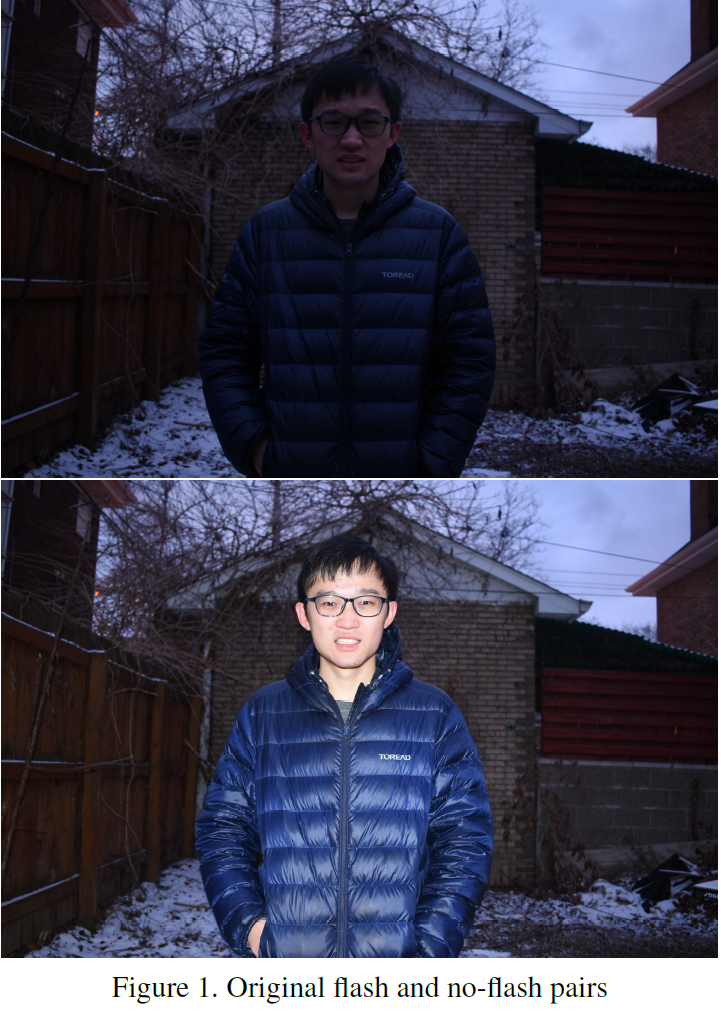 TOREAD
TOREAD
Figure 1. Original flash and no-flash pairs